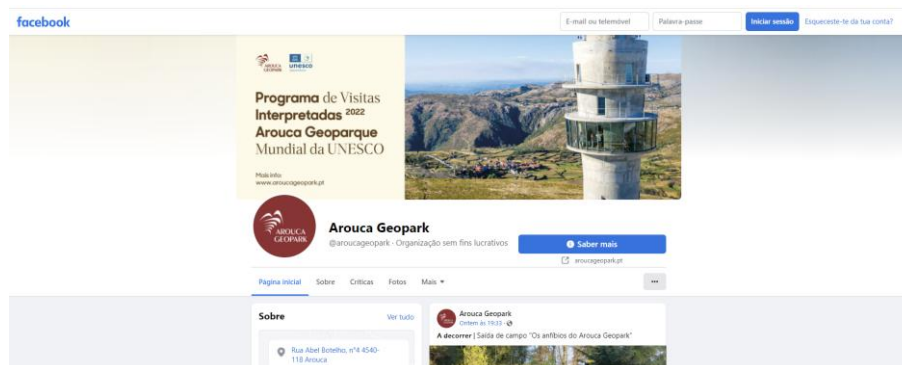 facebook
E-mail ou telemóvel
Palavra-passe
Iniciar sessão
Esqueceste-te da tua conta?
AROUCA
GEOPARK
unesco
Programa de Visitas
Interpretadas 2022
Arouca Geoparque
Mundial da UNESCO
Mais info:
www.aroucageopark.pt
AROUCA
GEOPARK
Arouca Geopark
@aroucageopark · Organização sem fins lucrativos
Saber mais
aroucageopark.pt
Página inicial
Sobre
Críticas
Fotos
Mais
Sobre
Ver tudo
Rua Abel Botelho, nº4 4540-
118 Arouca
Arouca Geopark
Ontem às 19:33 ·
A decorrer | Saída de campo "Os anfíbios do Arouca Geopark"